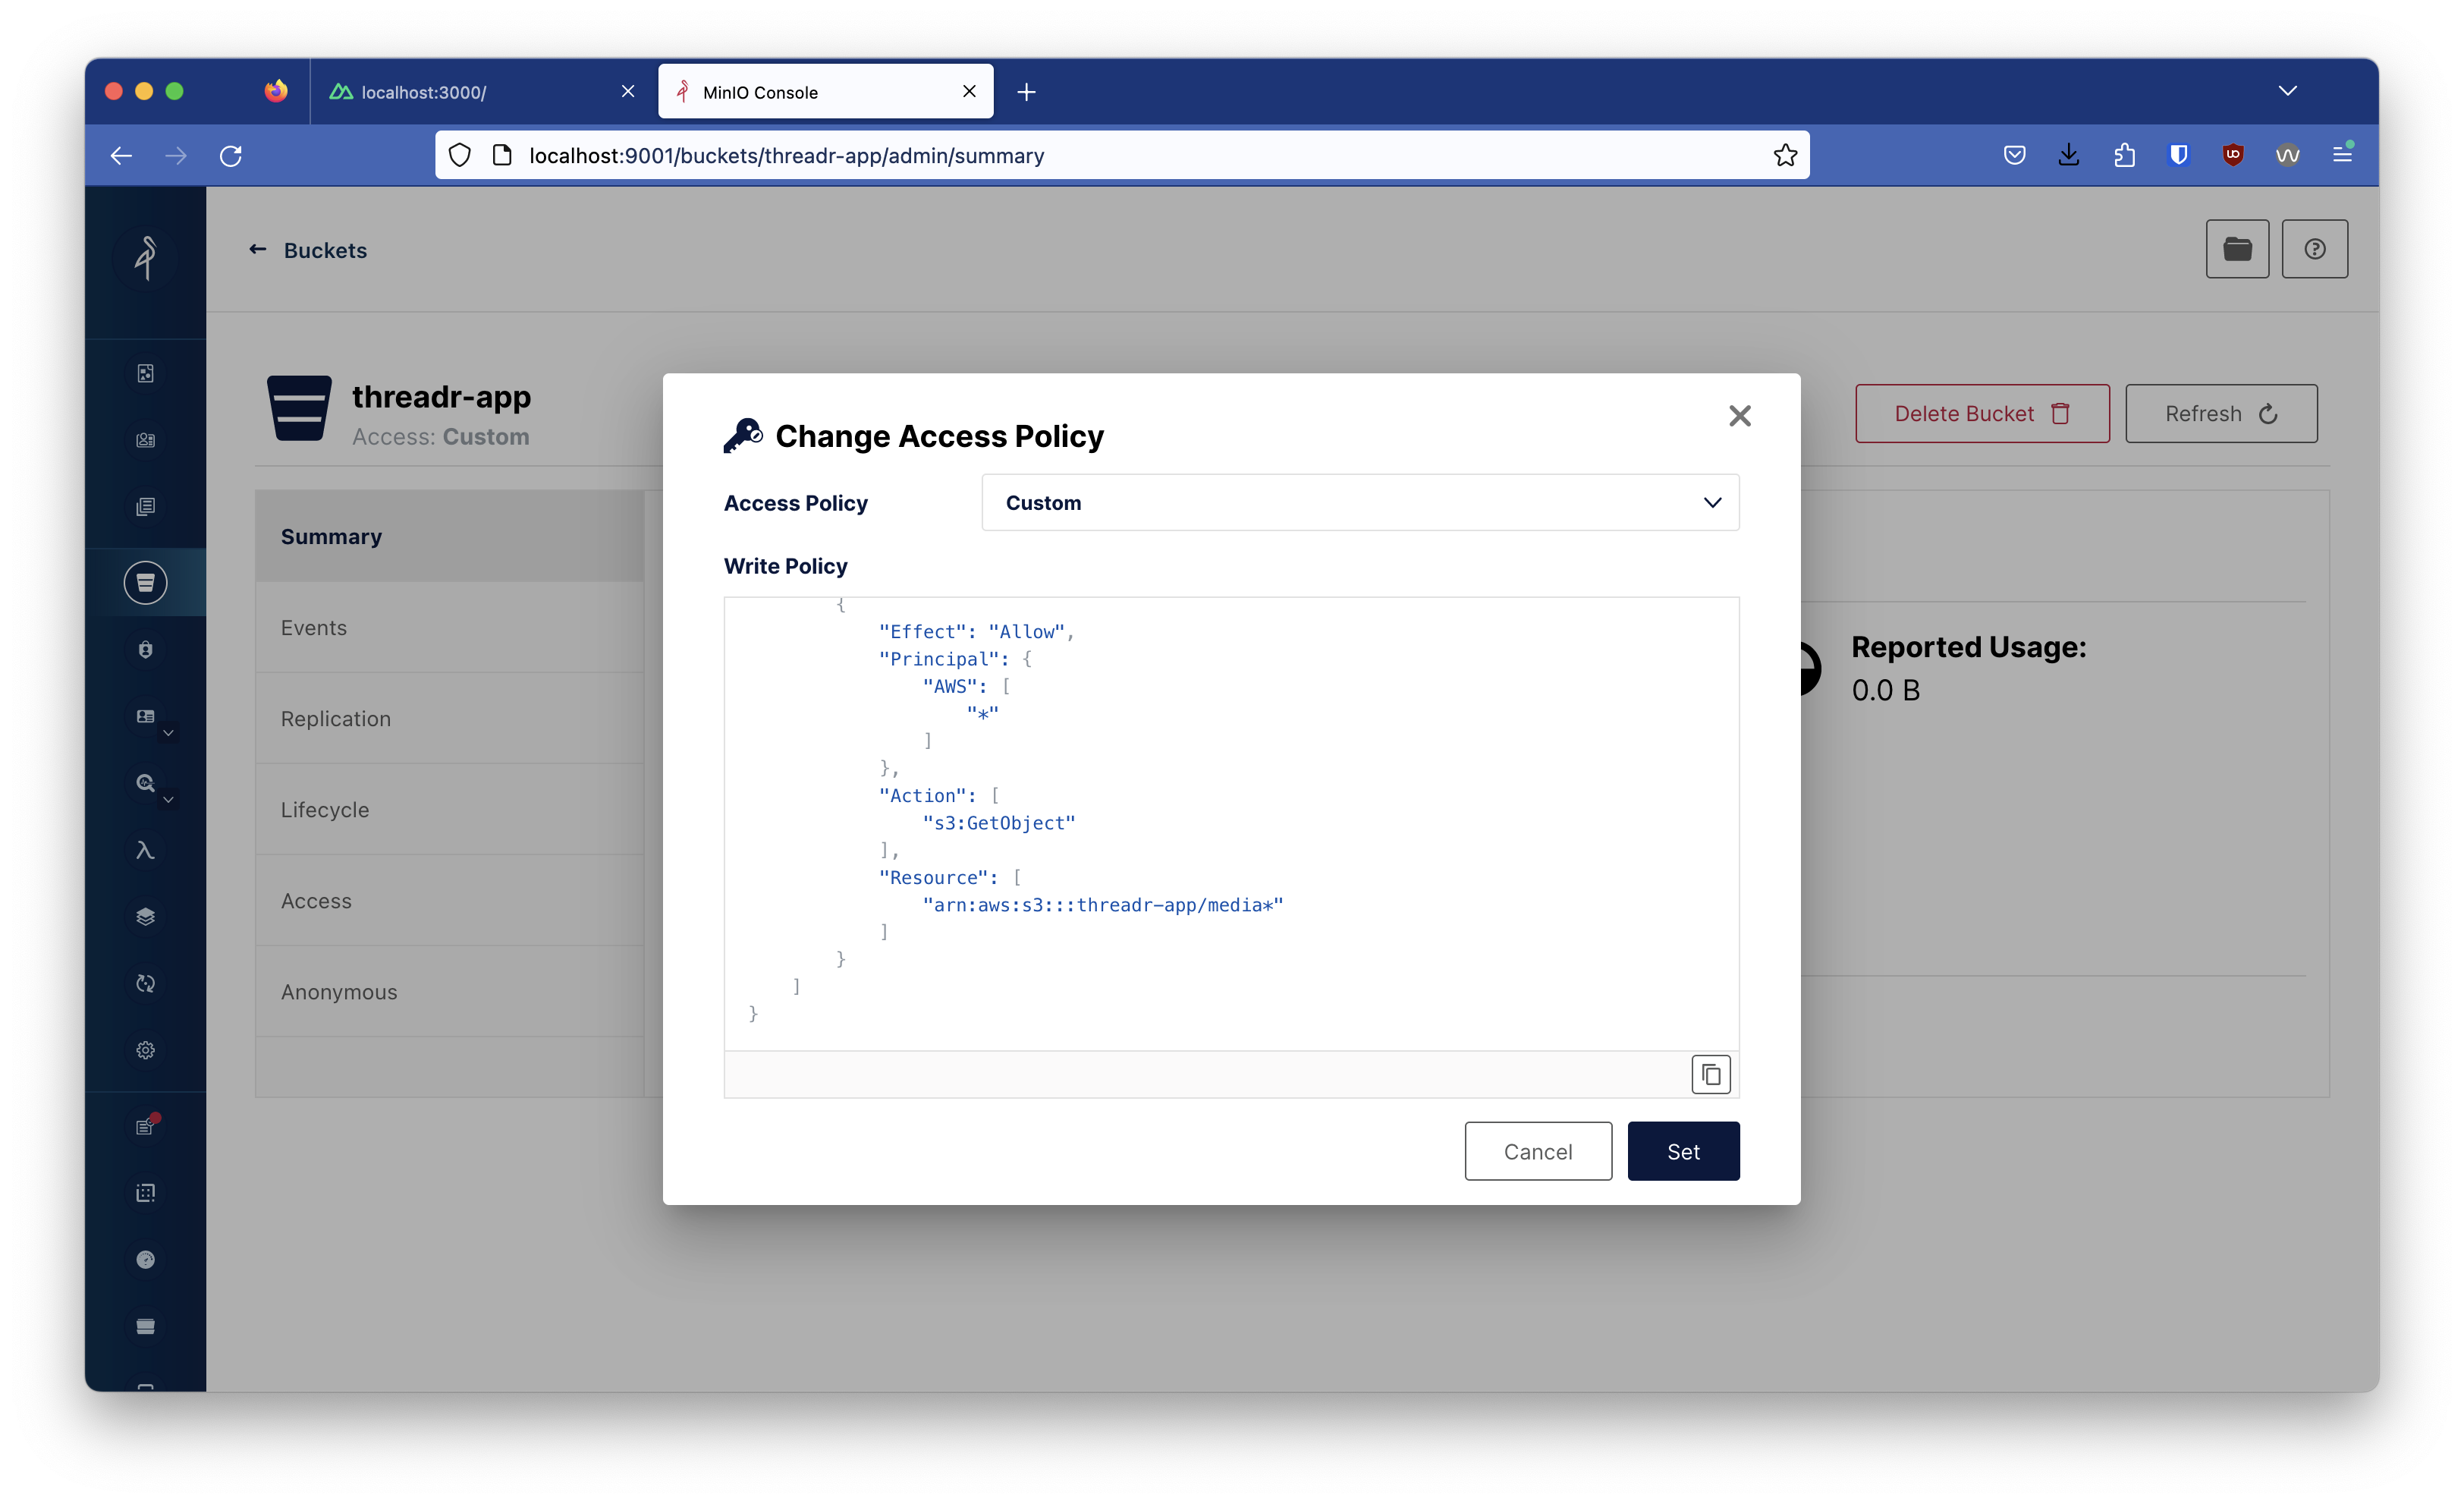 localhost:3000/
MinIO Console
localhost:9001/buckets/threadr-app/admin/summary
Buckets
threadr-app
Access: Custom
Delete Bucket
Refresh
Summary
Events
Replication
Lifecycle
Access
Anonymous
Reported Usage:
0.0 B
Change Access Policy
Access Policy
Custom
Write Policy
{
"Effect": "Allow",
"Principal": {
"AWS": [
"*"
]
},
"Action": [
"s3:GetObject"
],
"Resource": [
"arn:aws:s3:::threadr-app/media*"
]
}
]
}
Cancel
Set